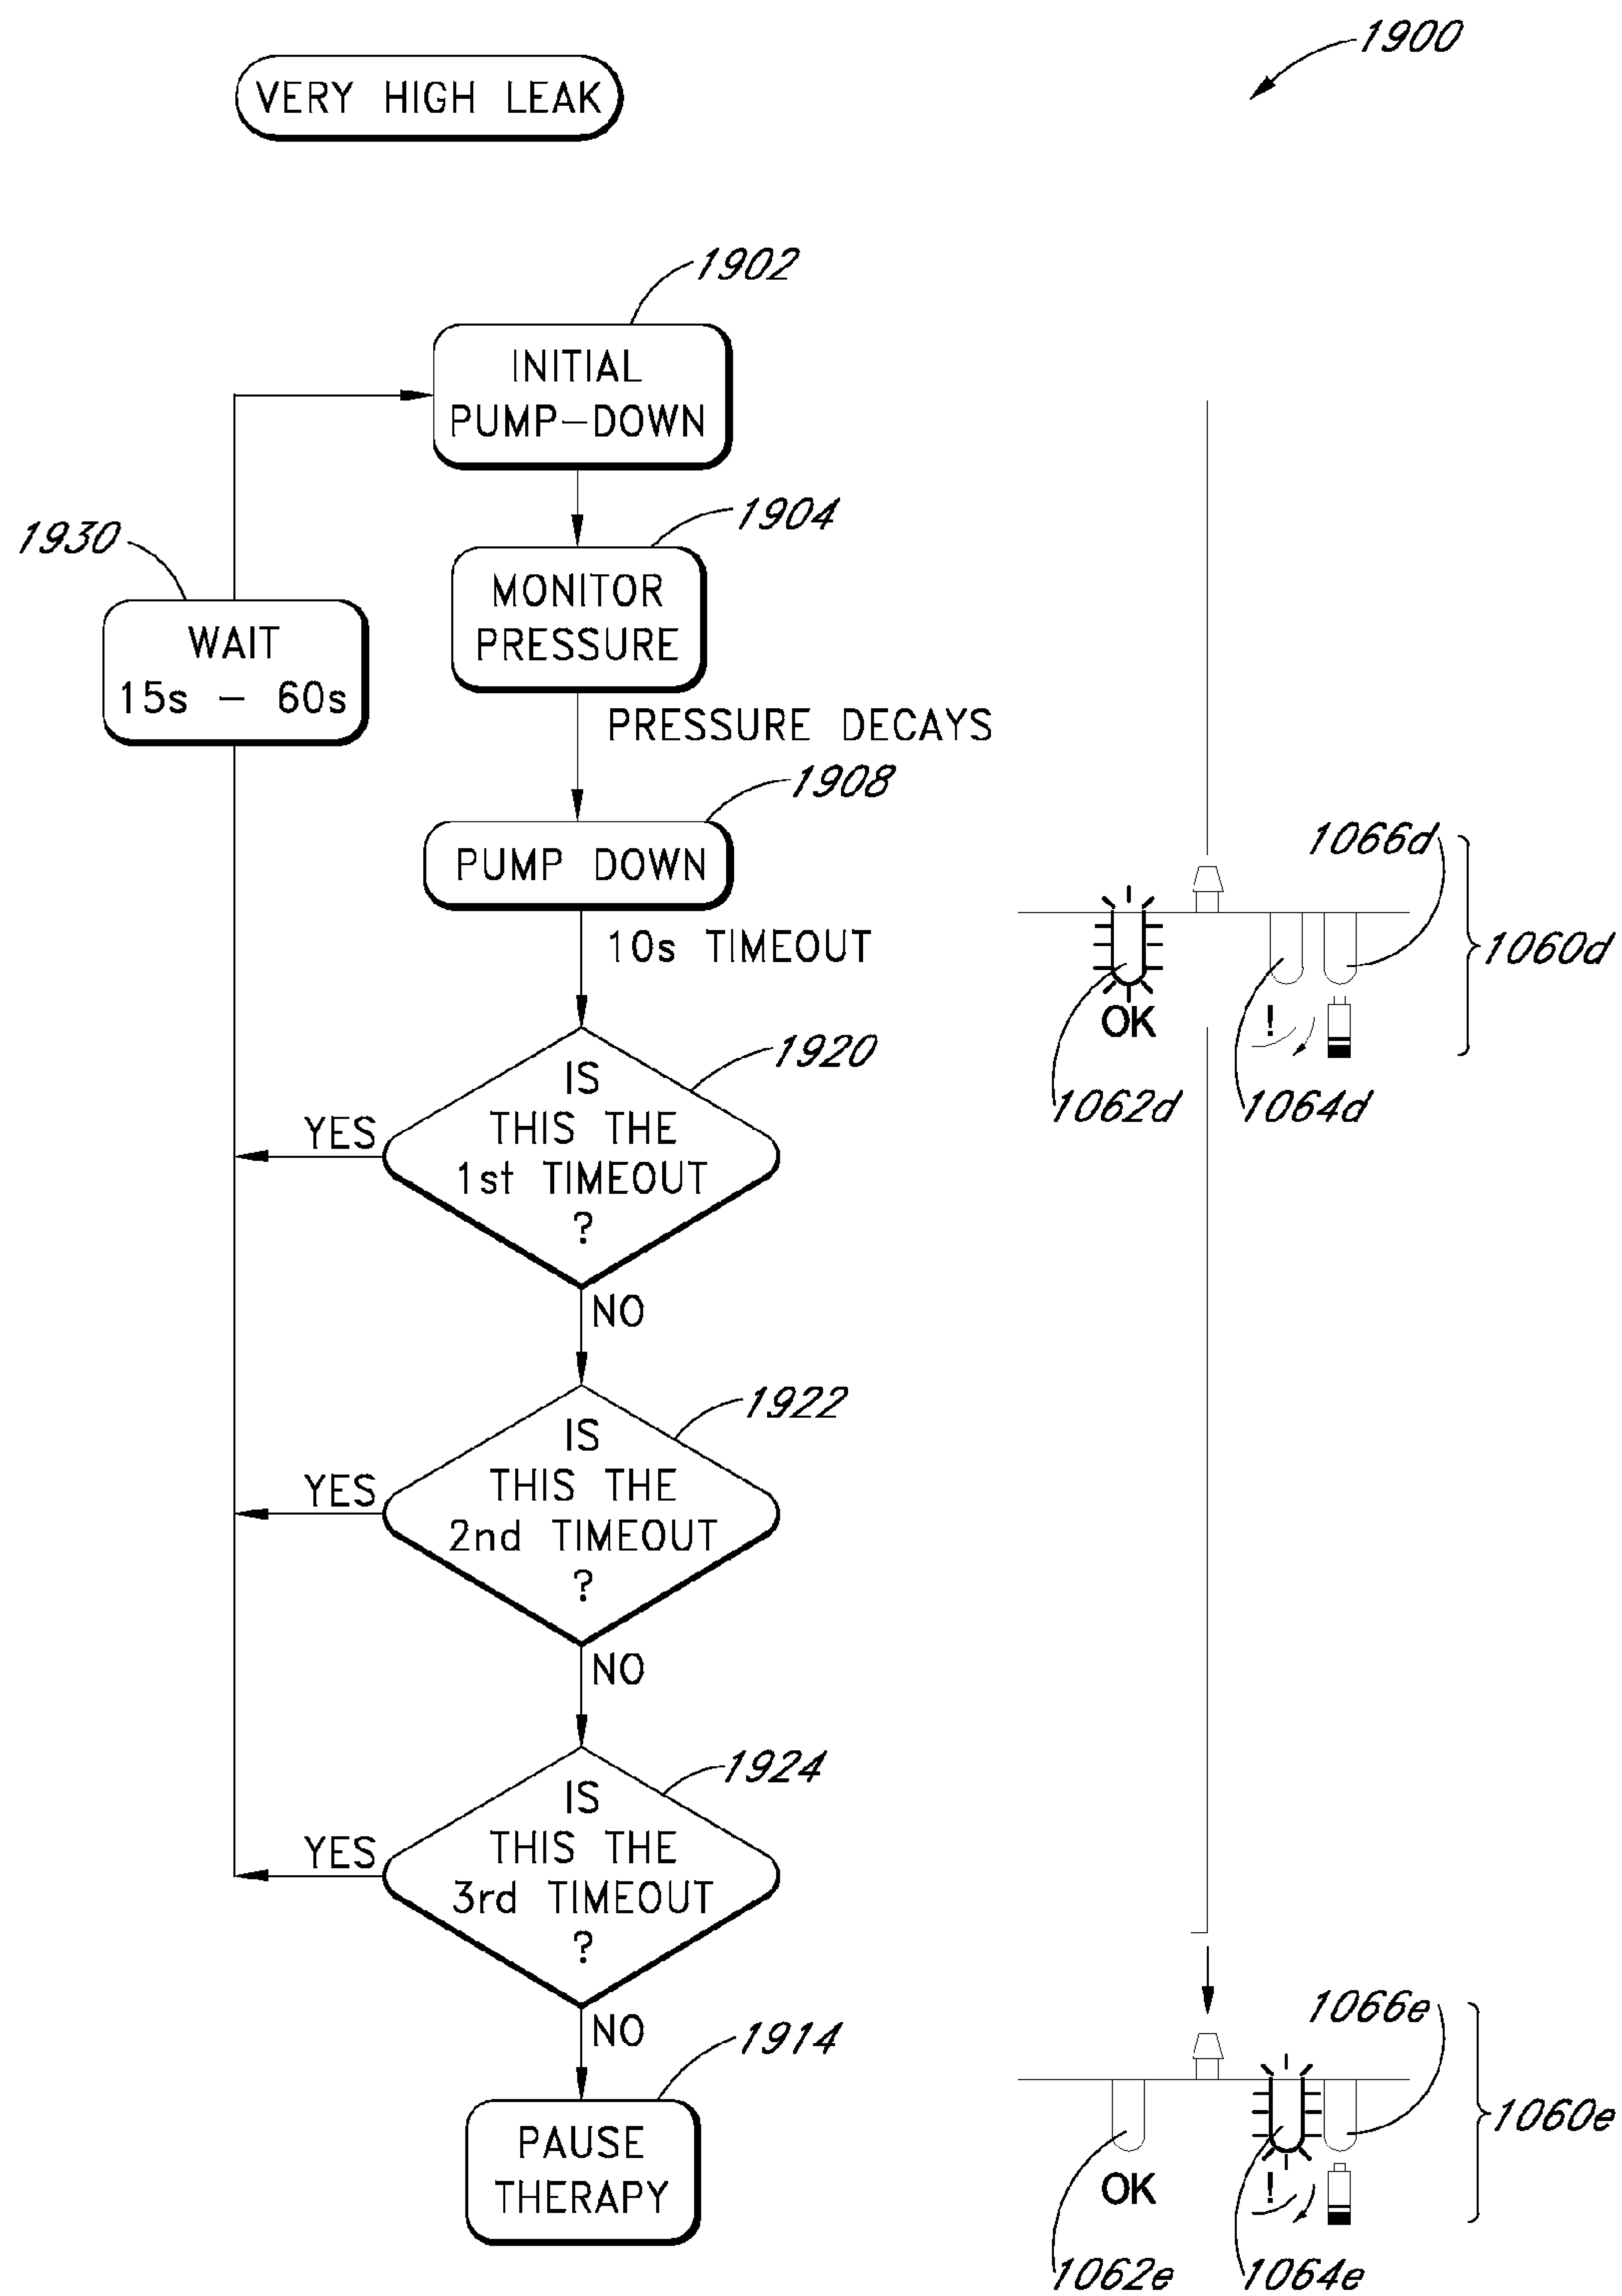 1900
VERY HIGH LEAK
1902
INITIAL
PUMP-DOWN
1904
1930
MONITOR
PRESSURE
WAIT
15s - 60s
PRESSURE DECAYS
1908
PUMP DOWN
1066d
10s TIMEOUT
1060d
OK
!
1920
IS
THIS THE
1st TIMEOUT
?
YES
1062d
1064d
NO
1922
IS
THIS THE
2nd TIMEOUT
?
YES
NO
1924
IS
THIS THE
3rd TIMEOUT
?
YES
NO
1066e
1914
PAUSE
THERAPY
1060e
OK
!
1062e
1064e